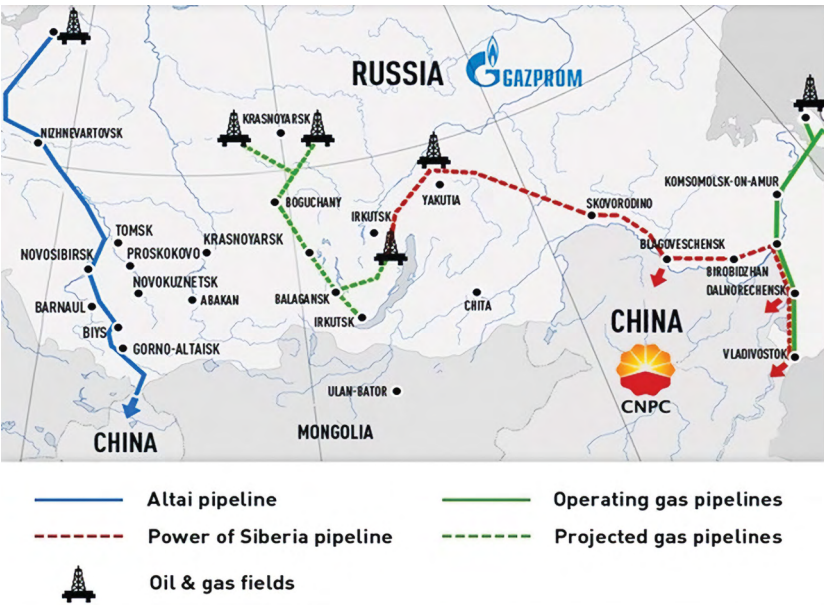 RUSSIA
GAZPROM
KRASNOYARSK
NIZHNEVARTOVSK
KOMSOMOLSK-ON-AMUR
YAKUTIA
BOGUCHANY
SKOVORODINO
IRKUTSK
TOMSK
KRASNOYARSK
BLAGOVESCHENSK
NOVOSIBIRSK
PROSKOKOVO
BIROBIDZHAN
NOVOKUZNETSK
DALNORECHENSK
BARNAUL
ABAKAN
BALAGANSK
CHITA
IRKUTSK
CHINA
BIYS
GORNO-ALTAISK
VLADIVOSTOK
ULAN-BATOR
CNPC
CHINA
MONGOLIA
Altai pipeline
Operating gas pipelines
Power of Siberia pipeline
Projected gas pipelines
Oil & gas fields